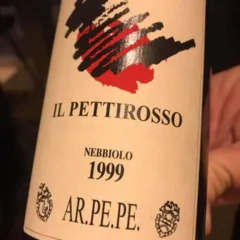 IL PETTIROSSO
NEBBIOLO
1999
AR.PE.PE.